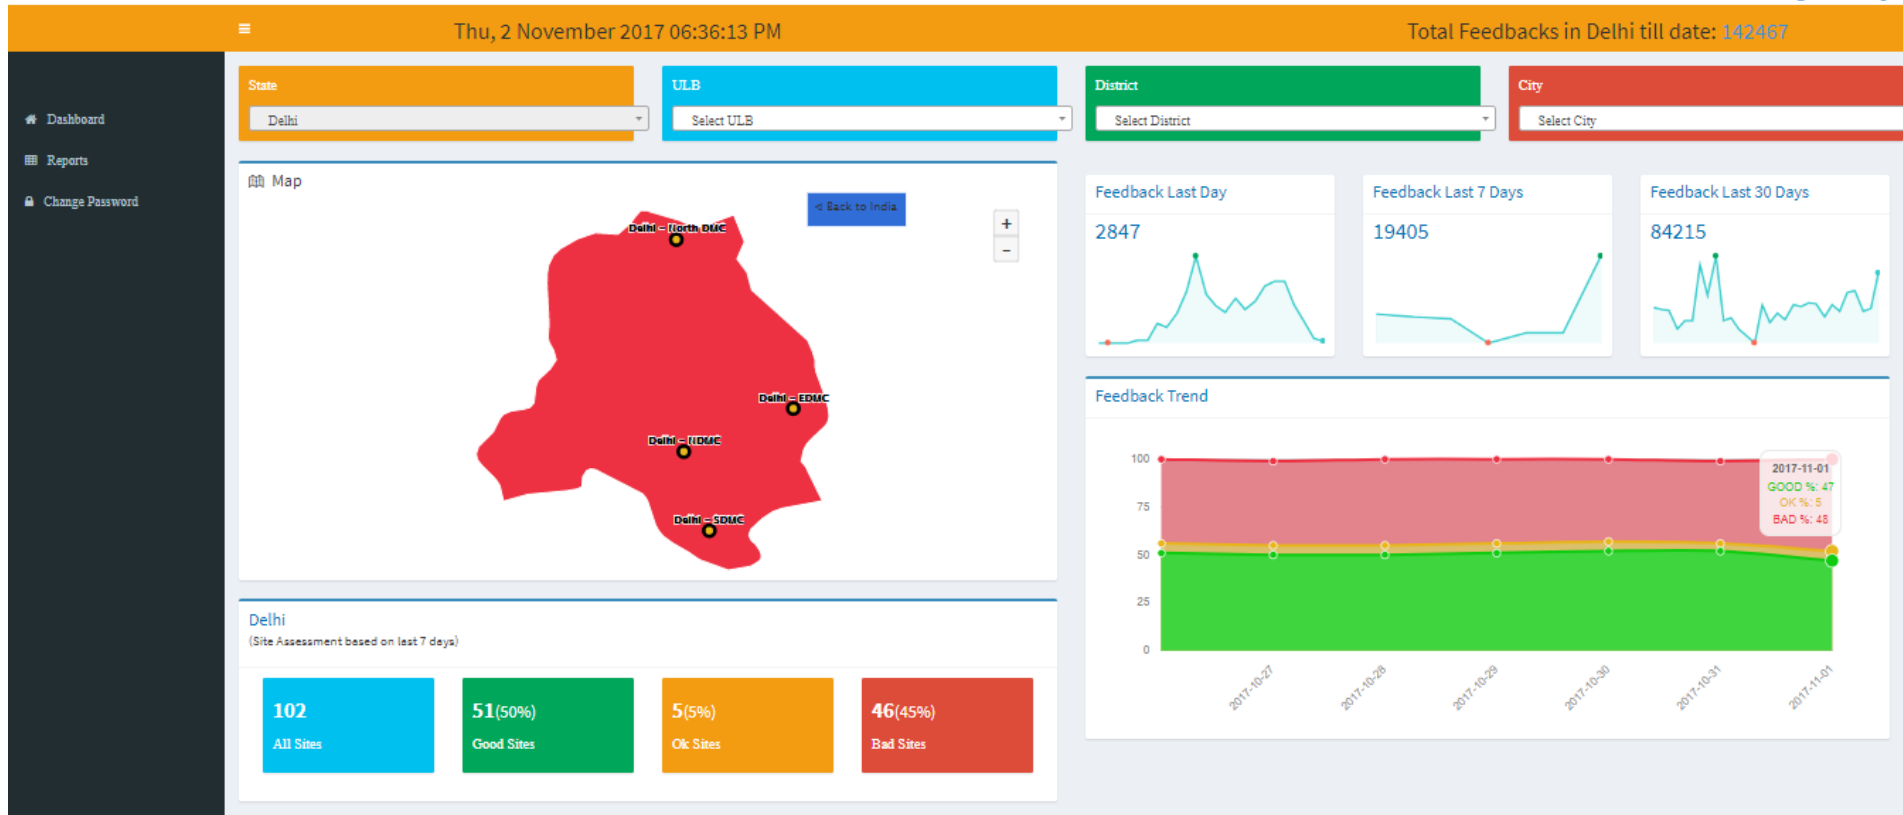 Thu, 2 November 2017 06:36:13 PM
Total Feedbacks in Delhi till date: 142467
Dashboard
Reports
Change Password
State
Delhi
ULB
Select ULB
District
Select District
City
Select City
Map
Back to India
+
−
Delhi - North DMC
Delhi - EDMC
Delhi - NDMC
Delhi - SDMC
Feedback Last Day
2847
Feedback Last 7 Days
19405
Feedback Last 30 Days
84215
Feedback Trend
100
75
50
25
0
2017-11-01
GOOD %: 47
OK %: 5
BAD %: 48
2017-10-27
2017-10-28
2017-10-29
2017-10-30
2017-10-31
2017-11-01
Delhi
(Site Assessment based on last 7 days)
102
All Sites
51(50%)
Good Sites
5(5%)
Ok Sites
46(45%)
Bad Sites